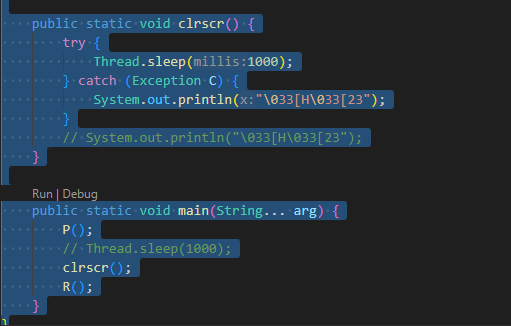 public static void clrscr() {
try {
Thread.sleep(millis:1000);
} catch (Exception C) {
System.out.println(x:"\033[H\033[23");
}
// System.out.println("\033[H\033[23");
}
Run | Debug
public static void main(String... arg) {
P();
// Thread.sleep(1000);
clrscr();
R();
}
}